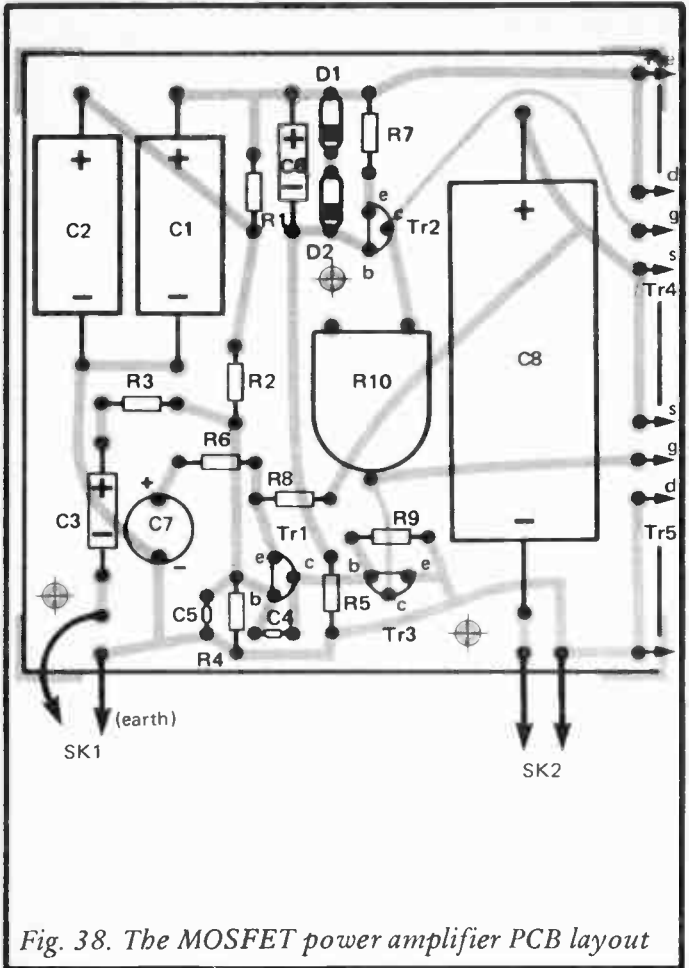 D1
e
C6
R7
d
e
g
C2
C1
R1
c
Tr2
D2
b
s
Tr4
R3
R2
R10
C8
R6
s
g
R8
d
C3
C7
R9
Tr1
e
c
b
e
Tr5
C5
b
C4
R5
c
R4
Tr3
(earth)
SK1
SK2
Fig. 38. The MOSFET power amplifier PCB layout